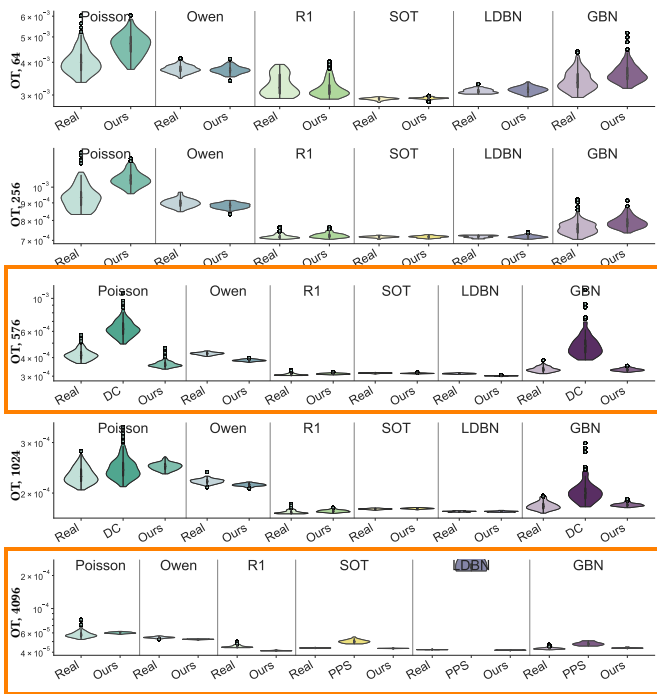 Poisson Owen R1 SOT LDBN GBN
OT, 64
6 × 10⁻³
4 × 10⁻³
3 × 10⁻³
Real Ours Real Ours Real Ours Real Ours Real Ours Real Ours
Poisson Owen R1 SOT LDBN GBN
OT, 256
10⁻³
9 × 10⁻⁴
8 × 10⁻⁴
7 × 10⁻⁴
Real Ours Real Ours Real Ours Real Ours Real Ours Real Ours
Poisson Owen R1 SOT LDBN GBN
OT, 576
10⁻³
6 × 10⁻⁴
4 × 10⁻⁴
3 × 10⁻⁴
Real DC Ours Real Ours Real Ours Real Ours Real Ours Real DC Ours
Poisson Owen R1 SOT LDBN GBN
OT, 1024
3 × 10⁻⁴
2 × 10⁻⁴
Real DC Ours Real Ours Real Ours Real Ours Real Ours Real DC Ours
Poisson Owen R1 SOT LDBN GBN
OT, 4096
2 × 10⁻⁴
10⁻⁴
6 × 10⁻⁵
4 × 10⁻⁵
Real Ours Real Ours Real Ours Real PPS Ours Real PPS Ours Real PPS Ours